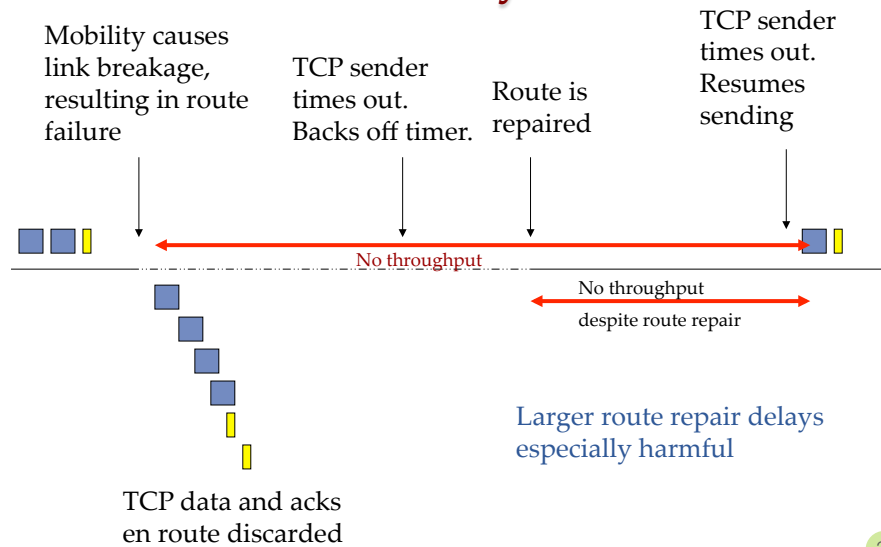 Mobility causes
link breakage,
resulting in route
failure
TCP sender
times out.
Backs off timer.
Route is
repaired
TCP sender
times out.
Resumes
sending
No throughput
No throughput
despite route repair
Larger route repair delays
especially harmful
TCP data and acks
en route discarded